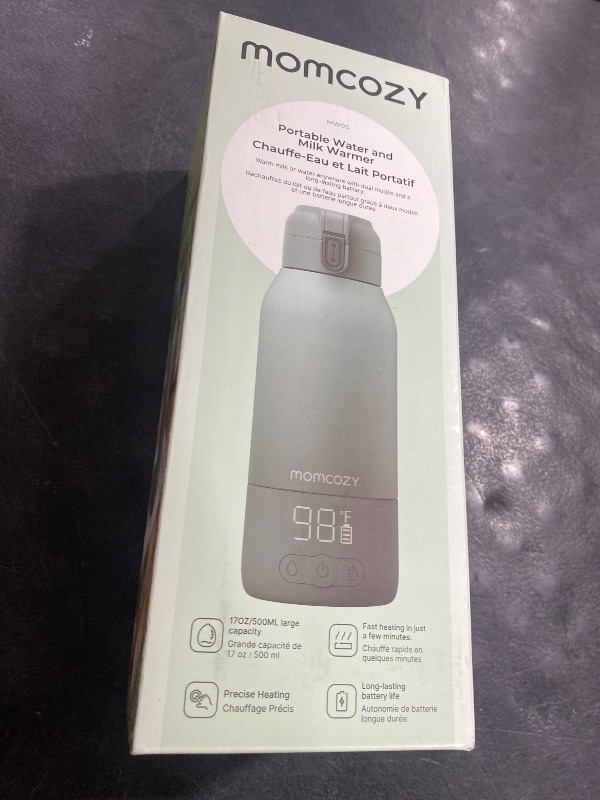 momcozy
MW05
Portable Water and
Milk Warmer
Chauffe-Eau et Lait Portatif
Warm milk or water anywhere with dual modes and a
long-lasting battery.
Réchauffez du lait ou de l'eau partout grâce à deux modes
et une batterie longue durée.
momcozy
98°F
17OZ/500ML large
capacity
Grande capacité de
17 oz / 500 ml
Fast heating in just
a few minutes.
Chauffe rapide en
quelques minutes
Precise Heating
Chauffage Précis
Long-lasting
battery life
Autonomie de batterie
longue durée